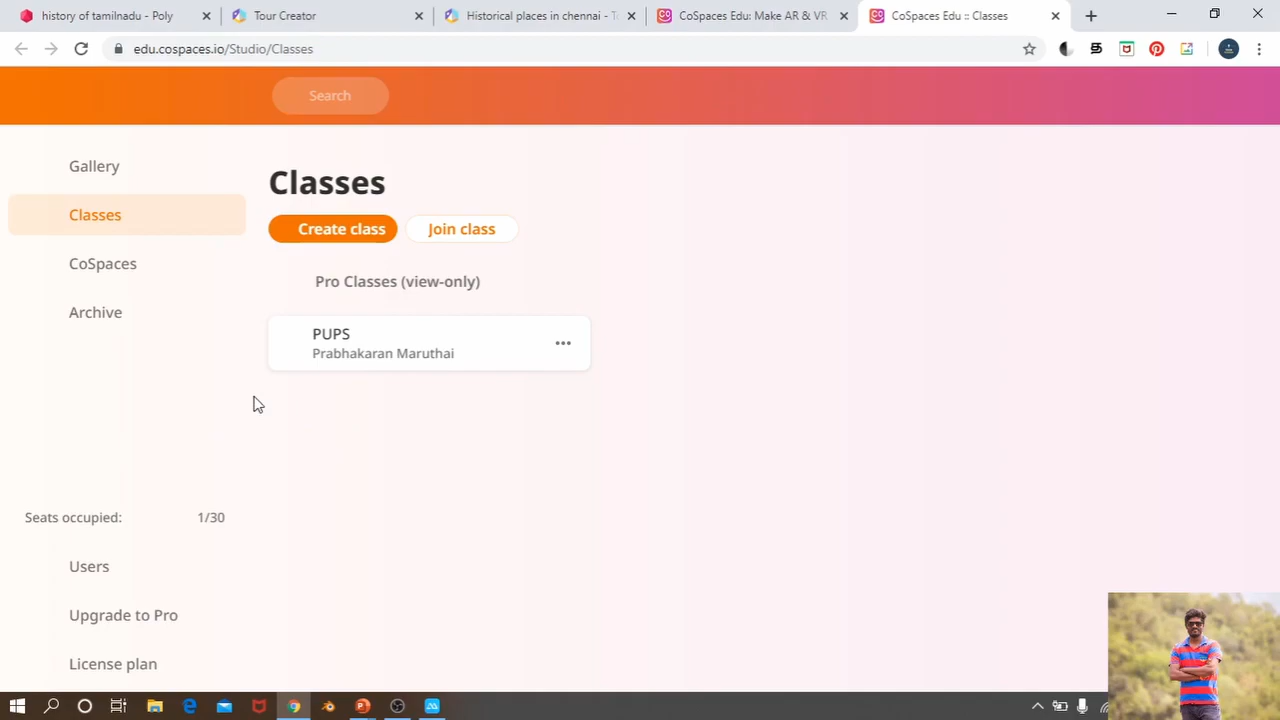 history of tamilnadu - Poly
Tour Creator
Historical places in chennai - To
CoSpaces Edu: Make AR & VR
CoSpaces Edu :: Classes
edu.cospaces.io/Studio/Classes
Search
Gallery
Classes
CoSpaces
Archive
Classes
Create class
Join class
Pro Classes (view-only)
PUPS
Prabhakaran Maruthai
Seats occupied: 1/30
Users
Upgrade to Pro
License plan